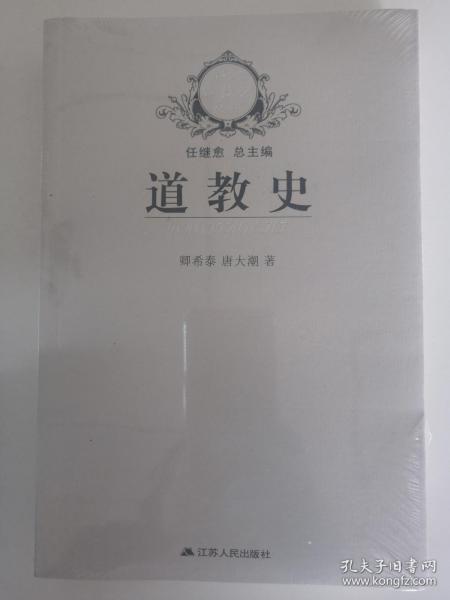 任继愈 总主编
道教史
卿希泰 唐大潮 著
江苏人民出版社
孔夫子旧书网
www.kongfz.com